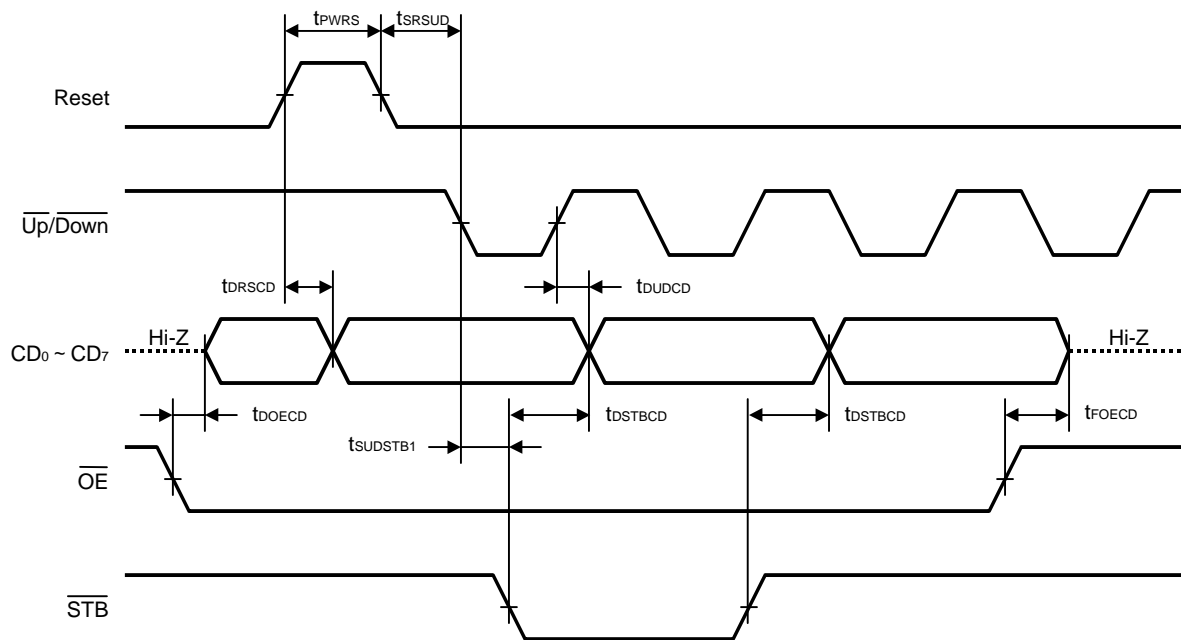 tPWRS tSRSUD
Reset
Up/Down
tDRSCD tDUDCD
Hi-Z Hi-Z
CD0 ~ CD7
tDOECD tDSTBCD tDSTBCD tFOECD
tSUDSTB1
OE
STB